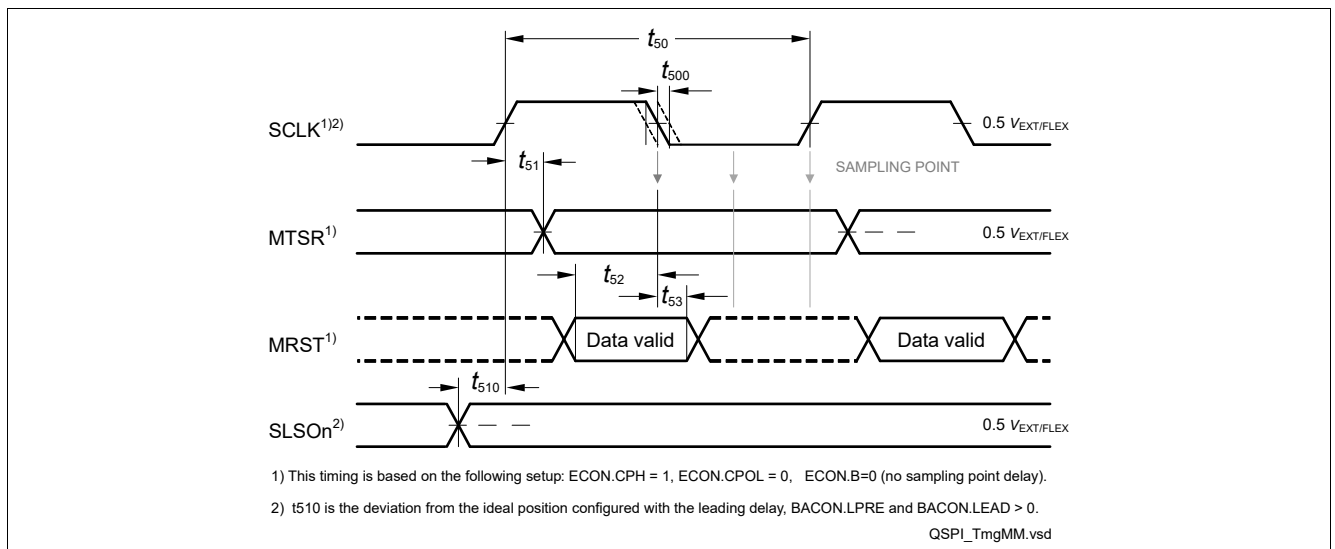 t50
t500
SCLK1)2)
0.5 VEXT/FLEX
t51
SAMPLING POINT
MTSR1)
0.5 VEXT/FLEX
t52
t53
MRST1)
Data valid
Data valid
t510
SLSOn2)
0.5 VEXT/FLEX
1) This timing is based on the following setup: ECON.CPH = 1, ECON.CPOL = 0, ECON.B=0 (no sampling point delay).
2) t510 is the deviation from the ideal position configured with the leading delay, BACON.LPRE and BACON.LEAD > 0.
QSPI_TmgMM.vsd